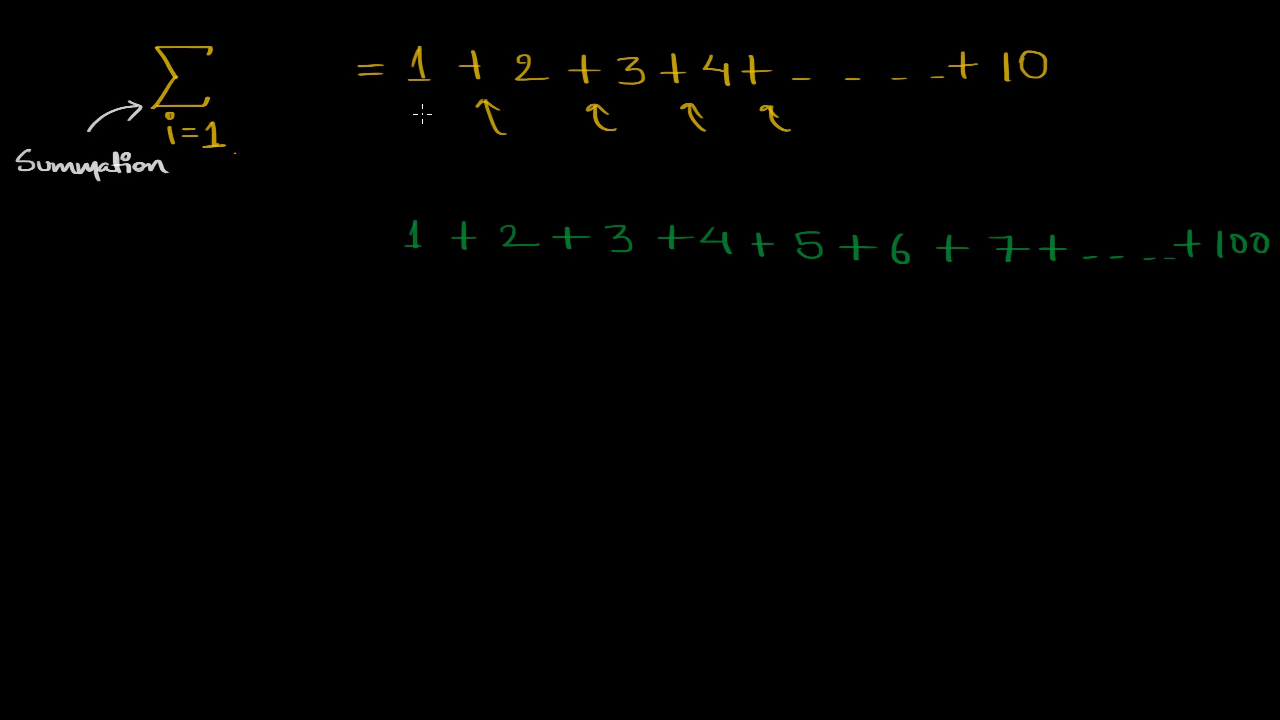 ∑ = 1 + 2 + 3 + 4 + - - - - + 10
i=1
Summation
1 + 2 + 3 + 4 + 5 + 6 + 7 + - - - - + 100